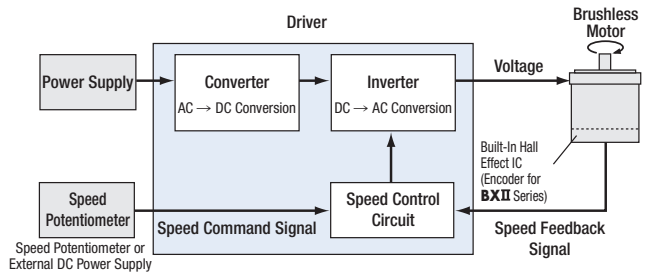 Driver
Brushless
Motor
Power Supply
Converter
AC → DC Conversion
Inverter
DC → AC Conversion
Voltage
Built-In Hall
Effect IC
(Encoder for
BXII Series)
Speed
Potentiometer
Speed Command Signal
Speed Control
Circuit
Speed Feedback
Signal
Speed Potentiometer or
External DC Power Supply